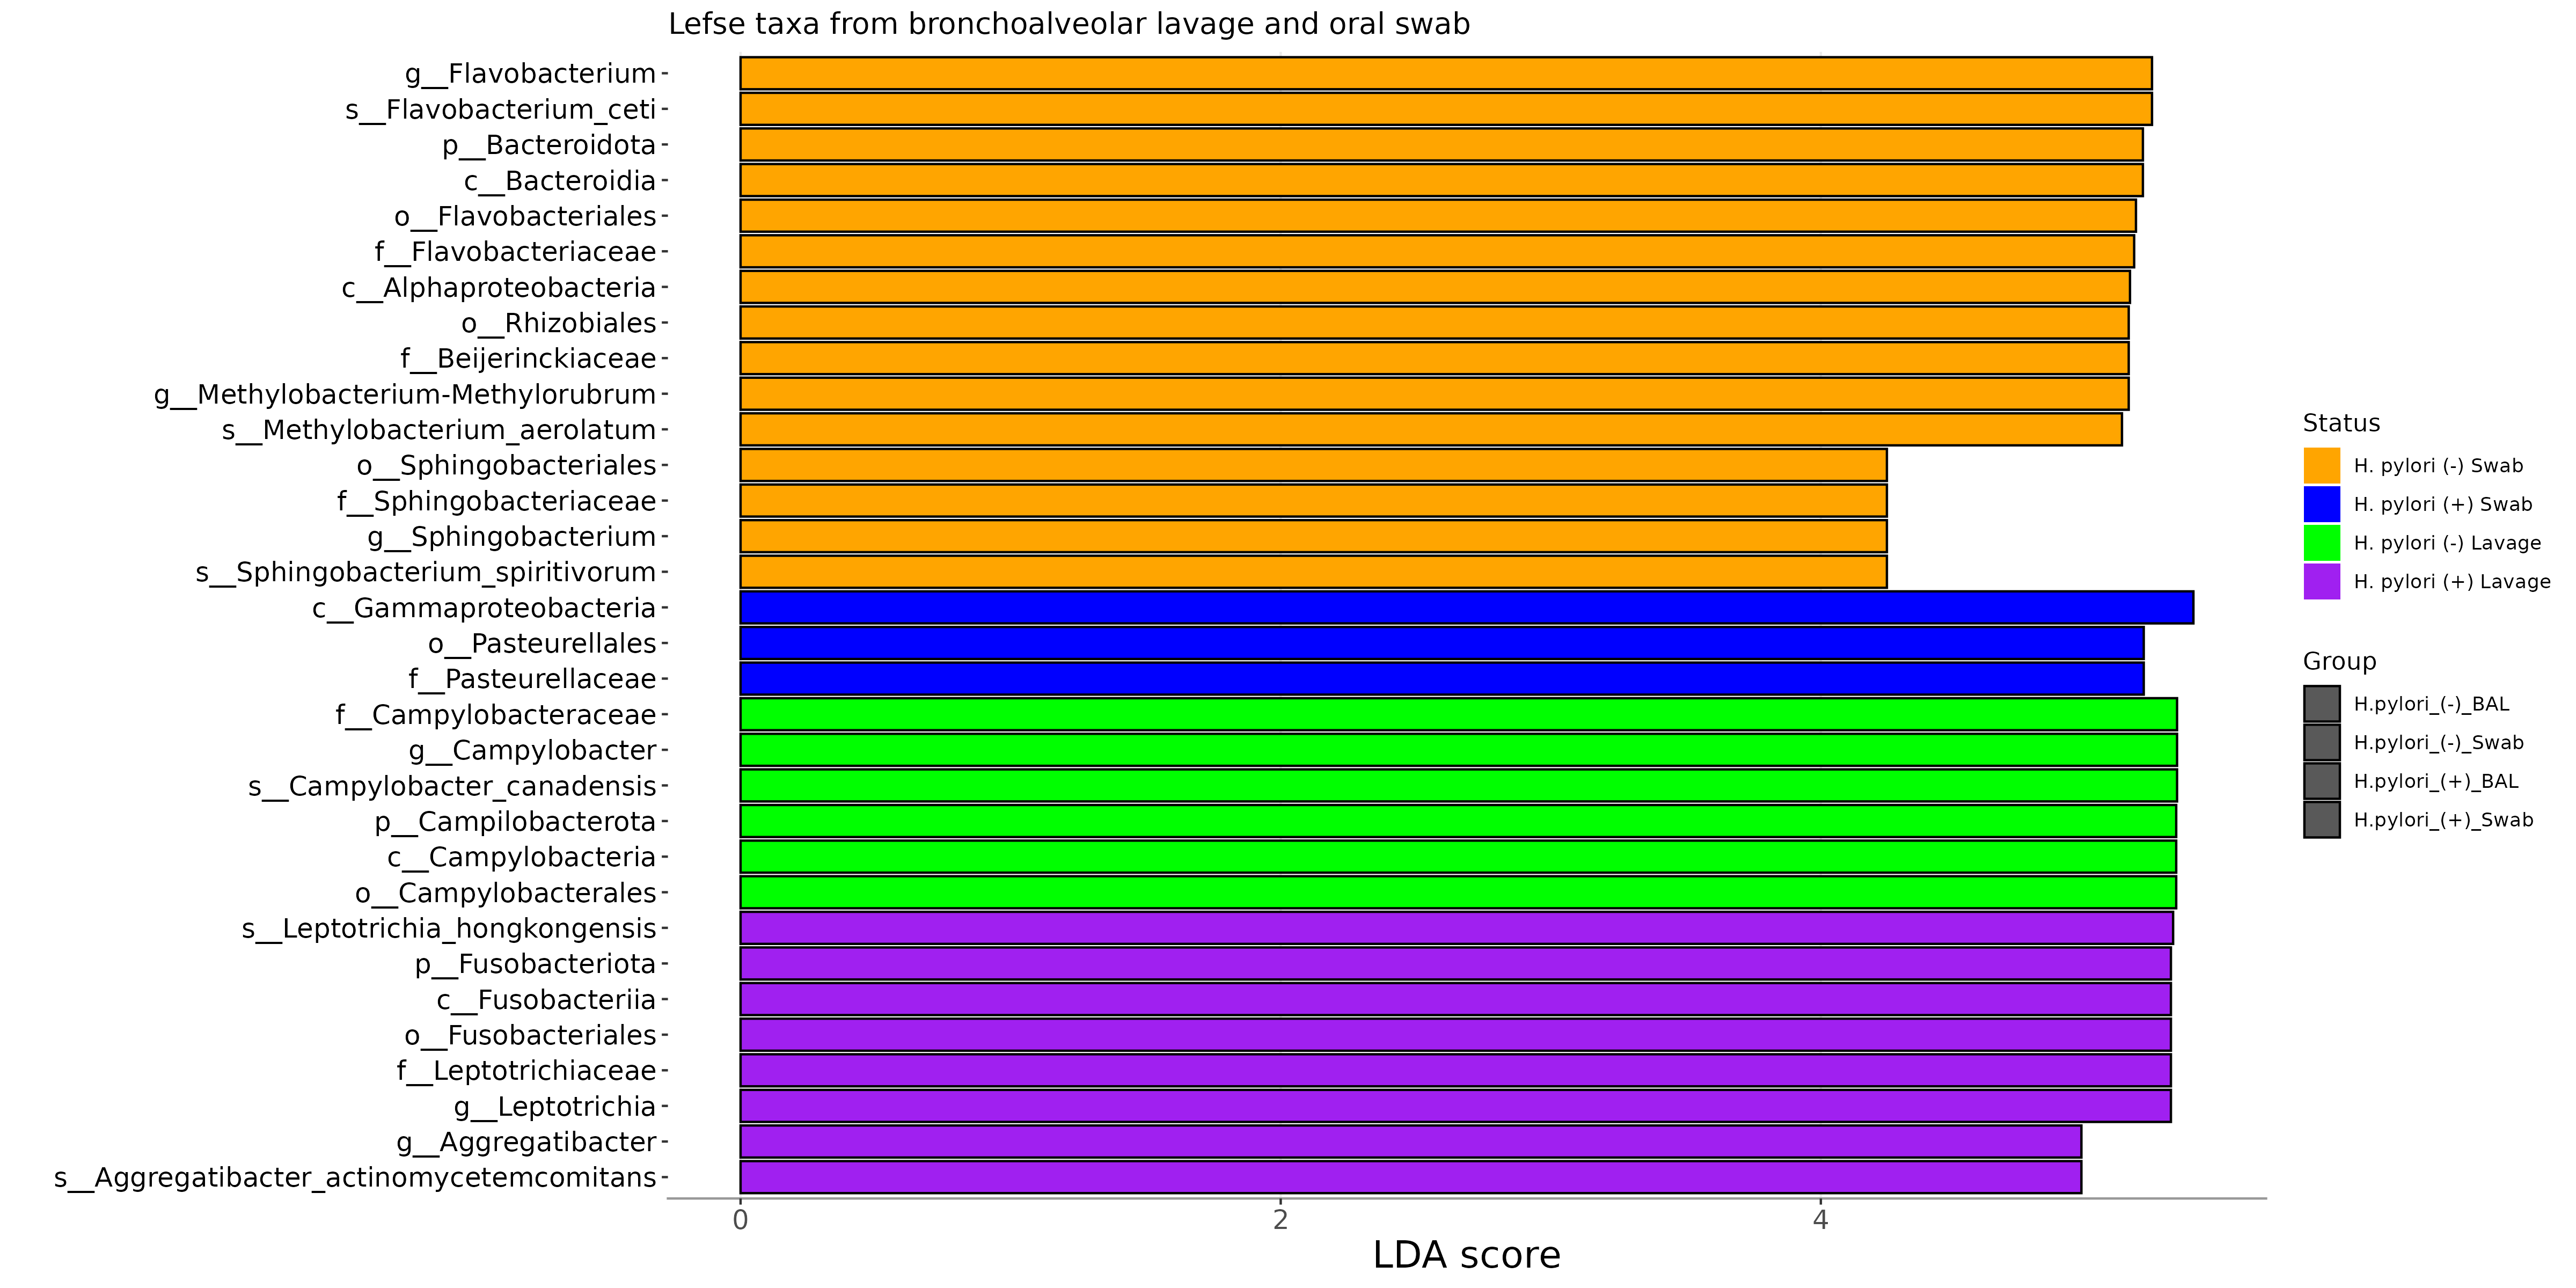 Lefse taxa from bronchoalveolar lavage and oral swab
g__Flavobacterium
s__Flavobacterium_ceti
p__Bacteroidota
c__Bacteroidia
o__Flavobacteriales
f__Flavobacteriaceae
c__Alphaproteobacteria
o__Rhizobiales
f__Beijerinckiaceae
g__Methylobacterium-Methylorubrum
s__Methylobacterium_aerolatum
o__Sphingobacteriales
f__Sphingobacteriaceae
g__Sphingobacterium
s__Sphingobacterium_spiritivorum
c__Gammaproteobacteria
o__Pasteurellales
f__Pasteurellaceae
f__Campylobacteraceae
g__Campylobacter
s__Campylobacter_canadensis
p__Campilobacterota
c__Campylobacteria
o__Campylobacterales
s__Leptotrichia_hongkongensis
p__Fusobacteriota
c__Fusobacteriia
o__Fusobacteriales
f__Leptotrichiaceae
g__Leptotrichia
g__Aggregatibacter
s__Aggregatibacter_actinomycetemcomitans
0 2 4
LDA score
Status
H. pylori (-) Swab
H. pylori (+) Swab
H. pylori (-) Lavage
H. pylori (+) Lavage
Group
H.pylori_(-)_BAL
H.pylori_(-)_Swab
H.pylori_(+)_BAL
H.pylori_(+)_Swab